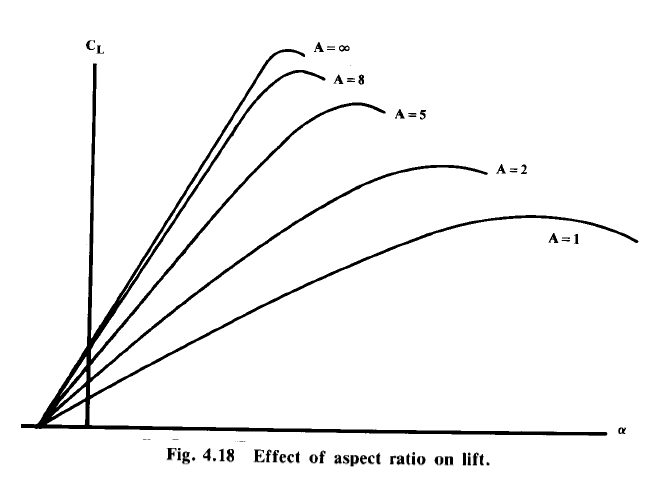 C_L
A = ∞
A = 8
A = 5
A = 2
A = 1
α
Fig. 4.18 Effect of aspect ratio on lift.